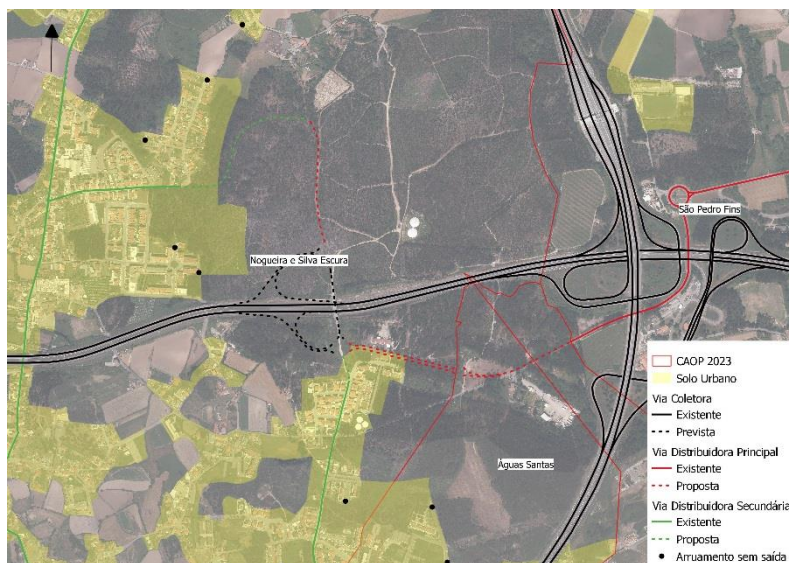 São Pedro Fins
Nogueira e Silva Escura
Águas Santas
CAOP 2023
Solo Urbano
Via Coletora
Existente
Prevista
Via Distribuidora Principal
Existente
Proposta
Via Distribuidora Secundária
Existente
Proposta
Arruamento sem saída